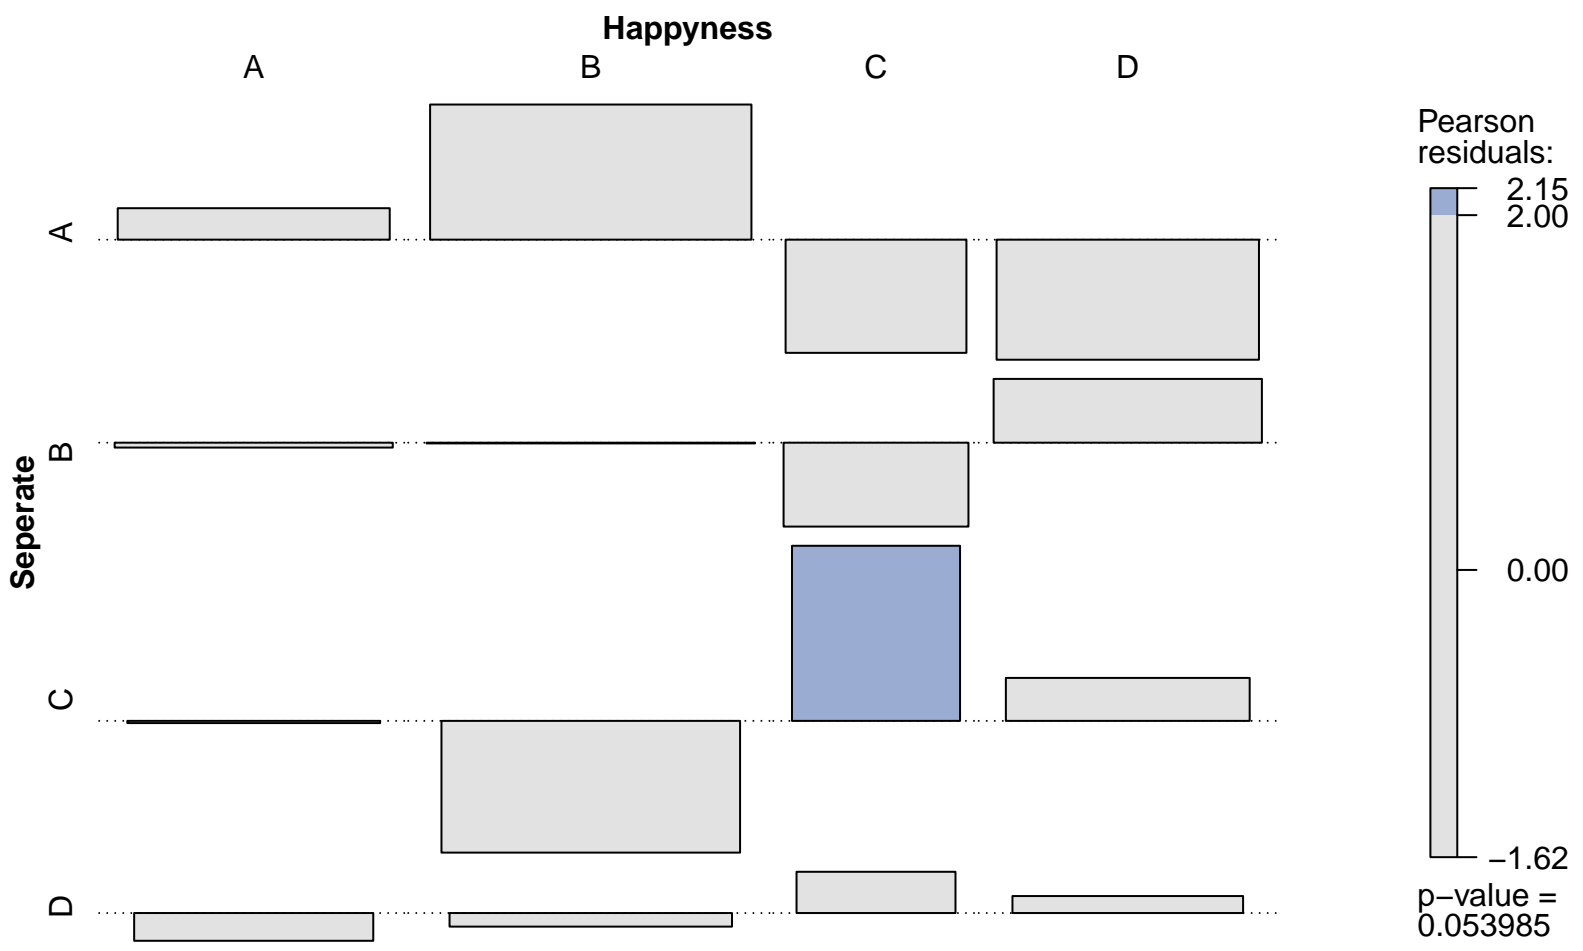 Happyness
A B C D
Seperate
A
B
C
D
Pearson
residuals:
2.15
2.00
0.00
−1.62
p−value =
0.053985